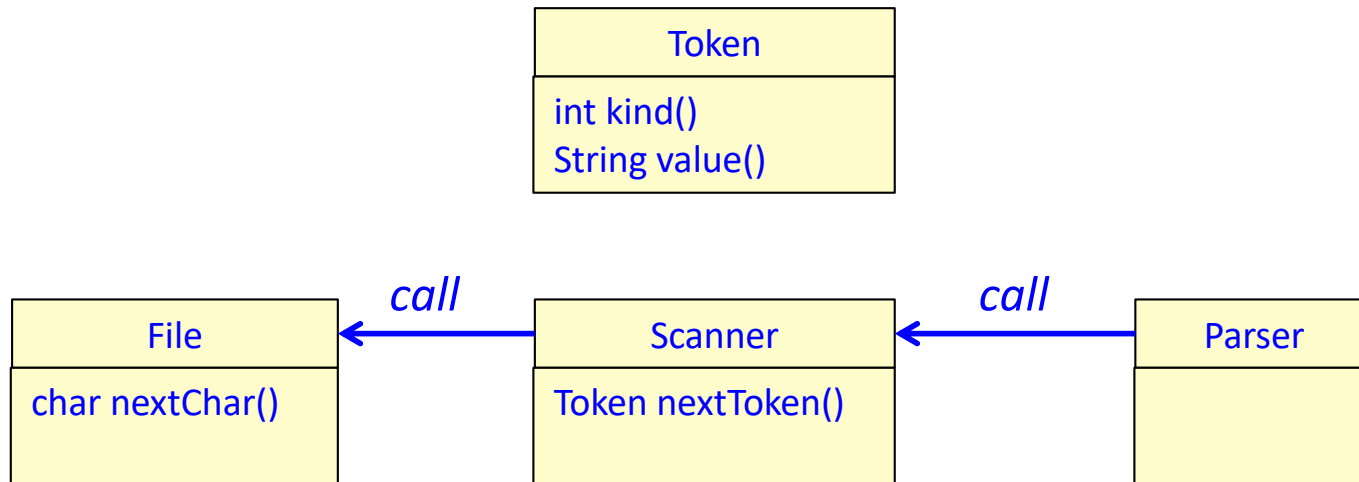 Token
int kind()
String value()
call
call
File
Scanner
Parser
char nextChar()
Token nextToken()